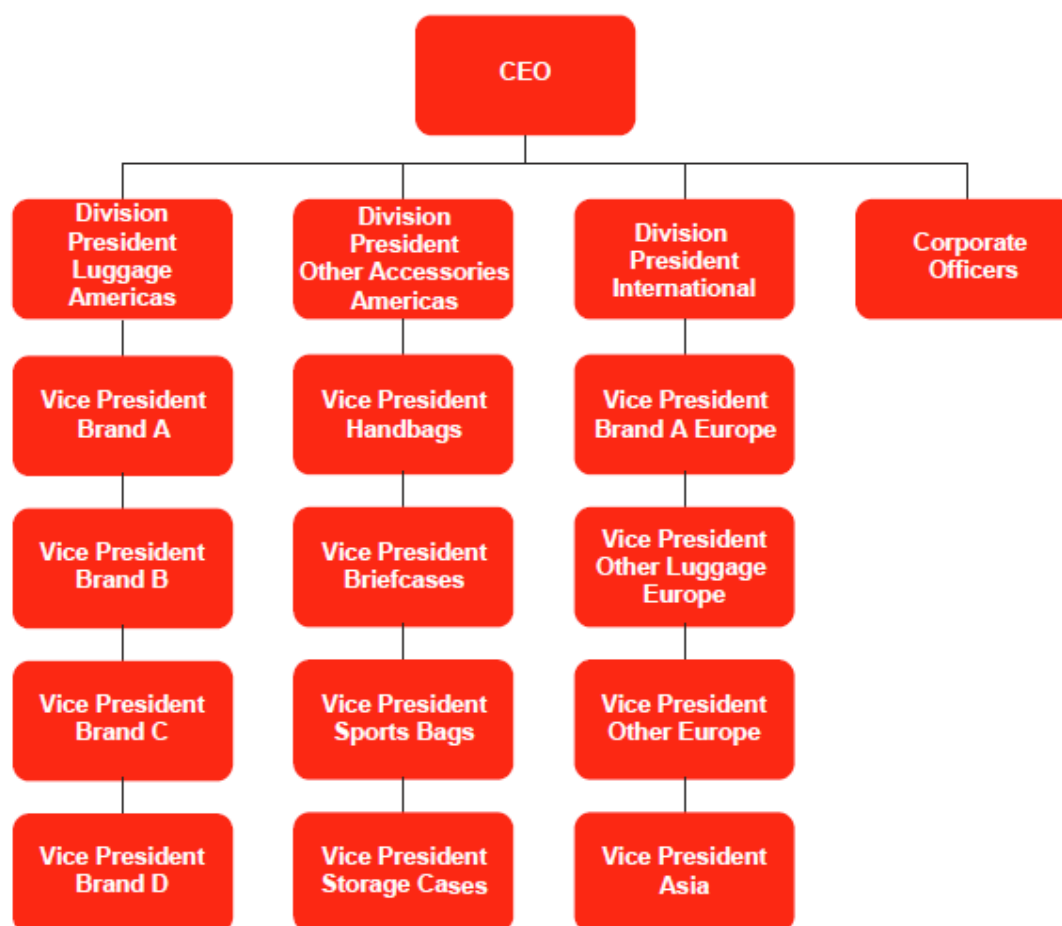 CEO
Division
President
Luggage
Americas
Division
President
Other Accessories
Americas
Division
President
International
Corporate
Officers
Vice President
Brand A
Vice President
Handbags
Vice President
Brand A Europe
Vice President
Brand B
Vice President
Briefcases
Vice President
Other Luggage
Europe
Vice President
Brand C
Vice President
Sports Bags
Vice President
Other Europe
Vice President
Brand D
Vice President
Storage Cases
Vice President
Asia